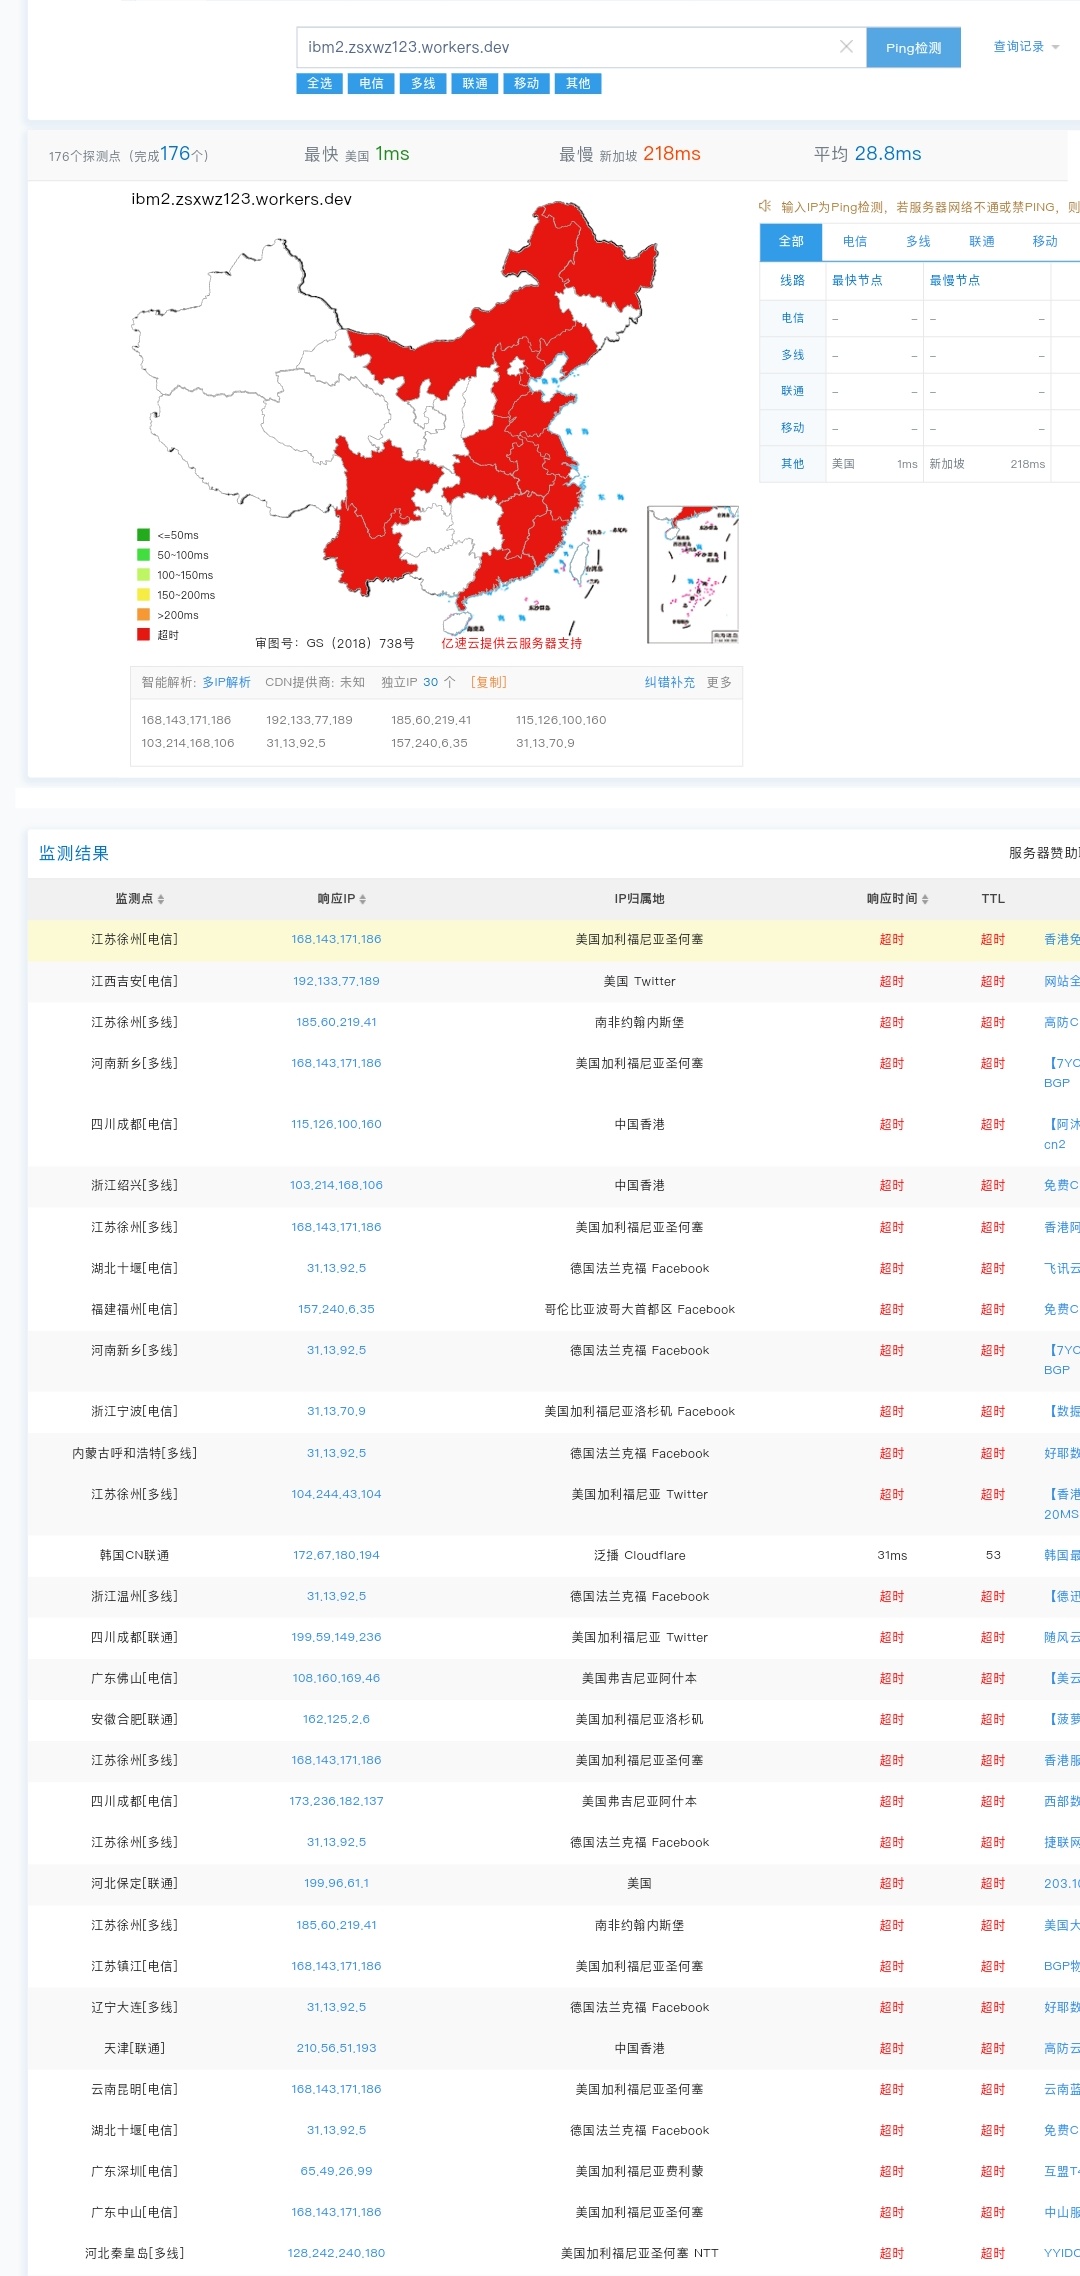 ibm2.zsxwz123.workers.dev Ping检测 查询记录
全选 电信 多线 联通 移动 其他
176个探测点（完成176个） 最快 美国 1ms 最慢 新加坡 218ms 平均 28.8ms
ibm2.zsxwz123.workers.dev
输入IP为Ping检测，若服务器网络不通或禁PING，则
全部 电信 多线 联通 移动
线路 最快节点 最慢节点
电信 – – – –
多线 – – – –
联通 – – – –
移动 – – – –
其他 美国 1ms 新加坡 218ms
<=50ms
50~100ms
100~150ms
150~200ms
>200ms
超时
审图号：GS（2018）738号 亿速云提供云服务器支持
智能解析: 多IP解析 CDN提供商: 未知 独立IP 30 个 [复制] 纠错补充 更多
168.143.171.186 192.133.77.189 185.60.219.41 115.126.100.160
103.214.168.106 31.13.92.5 157.240.6.35 31.13.70.9
监测结果 服务器赞助
监测点 响应IP IP归属地 响应时间 TTL
江苏徐州[电信] 168.143.171.186 美国加利福尼亚圣何塞 超时 超时 香港免
江西吉安[电信] 192.133.77.189 美国 Twitter 超时 超时 网站全
江苏徐州[多线] 185.60.219.41 南非约翰内斯堡 超时 超时 高防C
河南新乡[多线] 168.143.171.186 美国加利福尼亚圣何塞 超时 超时 【7YC
BGP
四川成都[电信] 115.126.100.160 中国香港 超时 超时 【阿沐
cn2
浙江绍兴[多线] 103.214.168.106 中国香港 超时 超时 免费C
江苏徐州[多线] 168.143.171.186 美国加利福尼亚圣何塞 超时 超时 香港阿
湖北十堰[电信] 31.13.92.5 德国法兰克福 Facebook 超时 超时 飞讯云
福建福州[电信] 157.240.6.35 哥伦比亚波哥大首都区 Facebook 超时 超时 免费C
河南新乡[多线] 31.13.92.5 德国法兰克福 Facebook 超时 超时 【7YC
BGP
浙江宁波[电信] 31.13.70.9 美国加利福尼亚洛杉矶 Facebook 超时 超时 【数据
内蒙古呼和浩特[多线] 31.13.92.5 德国法兰克福 Facebook 超时 超时 好耶数
江苏徐州[多线] 104.244.43.104 美国加利福尼亚 Twitter 超时 超时 【香港
20MS
韩国CN联通 172.67.180.194 泛播 Cloudflare 31ms 53 韩国最
浙江温州[多线] 31.13.92.5 德国法兰克福 Facebook 超时 超时 【德迅
四川成都[联通] 199.59.149.236 美国加利福尼亚 Twitter 超时 超时 随风云
广东佛山[电信] 108.160.169.46 美国弗吉尼亚阿什本 超时 超时 【美云
安徽合肥[联通] 162.125.2.6 美国加利福尼亚洛杉矶 超时 超时 【菠萝
江苏徐州[多线] 168.143.171.186 美国加利福尼亚圣何塞 超时 超时 香港服
四川成都[电信] 173.236.182.137 美国弗吉尼亚阿什本 超时 超时 西部数
江苏徐州[多线] 31.13.92.5 德国法兰克福 Facebook 超时 超时 捷联网
河北保定[联通] 199.96.61.1 美国 超时 超时 203.10
江苏徐州[多线] 185.60.219.41 南非约翰内斯堡 超时 超时 美国大
江苏镇江[电信] 168.143.171.186 美国加利福尼亚圣何塞 超时 超时 BGP物
辽宁大连[多线] 31.13.92.5 德国法兰克福 Facebook 超时 超时 好耶数
天津[联通] 210.56.51.193 中国香港 超时 超时 高防云
云南昆明[电信] 168.143.171.186 美国加利福尼亚圣何塞 超时 超时 云南蓝
湖北十堰[电信] 31.13.92.5 德国法兰克福 Facebook 超时 超时 免费C
广东深圳[电信] 65.49.26.99 美国加利福尼亚费利蒙 超时 超时 互盟T4
广东中山[电信] 168.143.171.186 美国加利福尼亚圣何塞 超时 超时 中山服
河北秦皇岛[多线] 128.242.240.180 美国加利福尼亚圣何塞 NTT 超时 超时 YYIDC